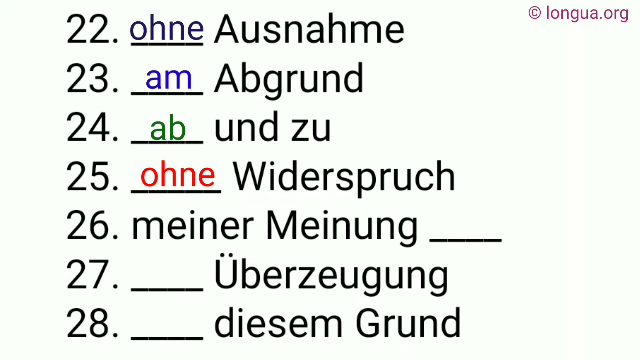 © longua.org
22. ohne Ausnahme
23. am Abgrund
24. ab und zu
25. ohne Widerspruch
26. meiner Meinung ____
27. ____ Überzeugung
28. ____ diesem Grund